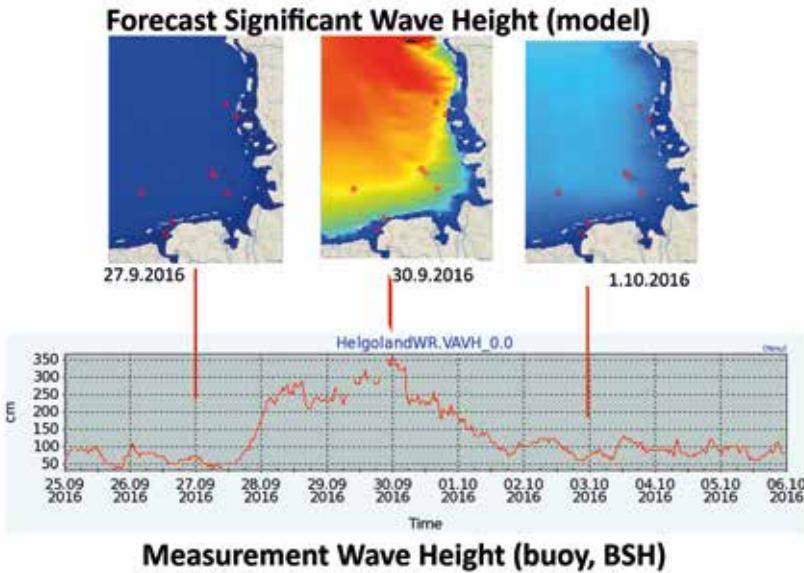 Forecast Significant Wave Height (model)
27.9.2016
30.9.2016
1.10.2016
HelgolandWR.VAVH_0.0
350
300
250
200
150
100
50
cm
25.09 26.09 27.09 28.09 29.09 30.09 01.10 02.10 03.10 04.10 05.10 06.10
2016 2016 2016 2016 2016 2016 2016 2016 2016 2016 2016 2016
Time
Measurement Wave Height (buoy, BSH)